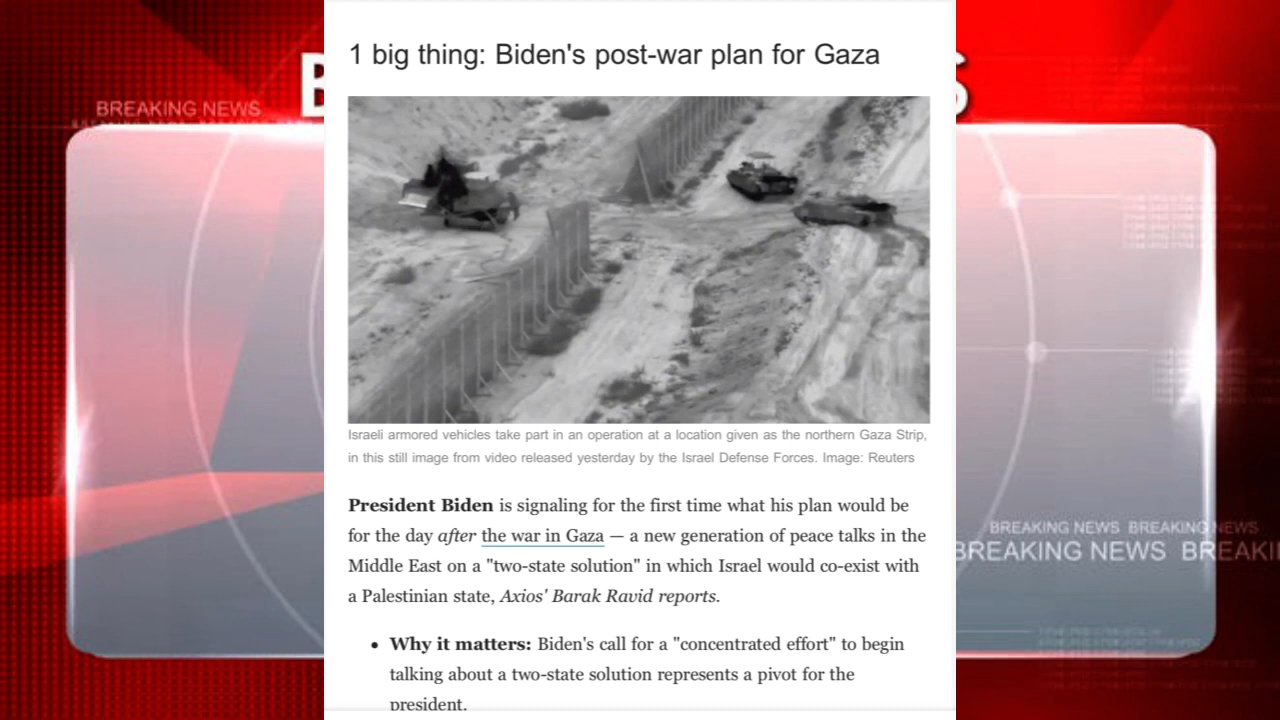 1 big thing: Biden's post-war plan for Gaza
BREAKING NEWS
Israeli armored vehicles take part in an operation at a location given as the northern Gaza Strip,
in this still image from video released yesterday by the Israel Defense Forces. Image: Reuters
President Biden is signaling for the first time what his plan would be
for the day after the war in Gaza — a new generation of peace talks in the
Middle East on a "two-state solution" in which Israel would co-exist with
a Palestinian state, Axios' Barak Ravid reports.
BREAKING NEWS BREAKING NEWS
BREAKING NEWS BREAKI
• Why it matters: Biden's call for a "concentrated effort" to begin
talking about a two-state solution represents a pivot for the
president.